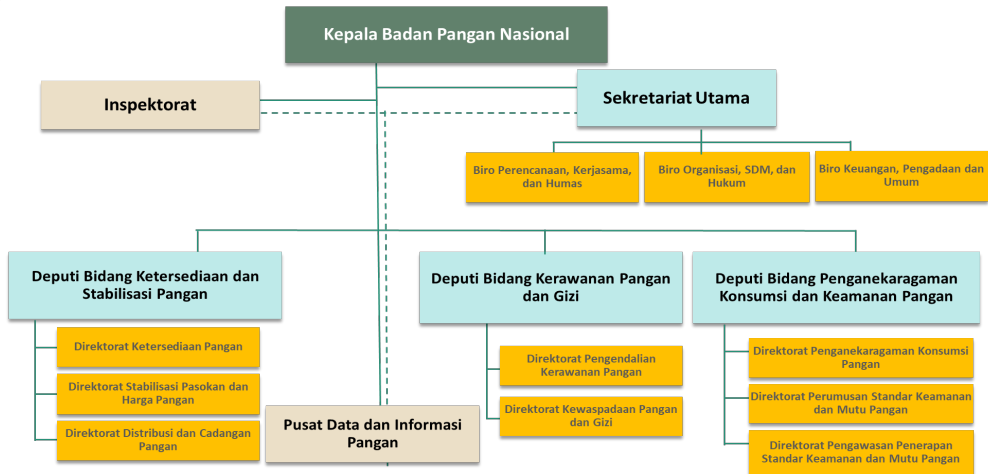 Kepala Badan Pangan Nasional
Inspektorat
Sekretariat Utama
Biro Perencanaan, Kerjasama,
dan Humas
Biro Organisasi, SDM, dan
Hukum
Biro Keuangan, Pengadaan dan
Umum
Deputi Bidang Ketersediaan dan
Stabilisasi Pangan
Direktorat Ketersediaan Pangan
Direktorat Stabilisasi Pasokan dan
Harga Pangan
Direktorat Distribusi dan Cadangan
Pangan
Pusat Data dan Informasi
Pangan
Deputi Bidang Kerawanan Pangan
dan Gizi
Direktorat Pengendalian
Kerawanan Pangan
Direktorat Kewaspadaan Pangan
dan Gizi
Deputi Bidang Penganekaragaman
Konsumsi dan Keamanan Pangan
Direktorat Penganekaragaman Konsumsi
Pangan
Direktorat Perumusan Standar Keamanan
dan Mutu Pangan
Direktorat Pengawasan Penerapan
Standar Keamanan dan Mutu Pangan